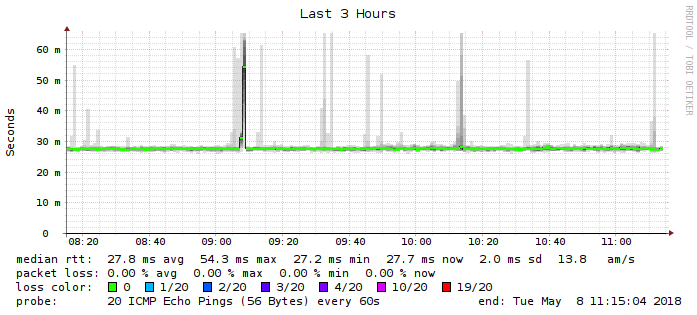 Last 3 Hours
RRDTOOL / TOBI OETIKER
Seconds
60 m
50 m
40 m
30 m
20 m
10 m
0
08:20 08:40 09:00 09:20 09:40 10:00 10:20 10:40 11:00
median rtt: 27.8 ms avg 54.3 ms max 27.2 ms min 27.7 ms now 2.0 ms sd 13.8 am/s
packet loss: 0.00 % avg 0.00 % max 0.00 % min 0.00 % now
loss color: 0 1/20 2/20 3/20 4/20 10/20 19/20
probe: 20 ICMP Echo Pings (56 Bytes) every 60s end: Tue May 8 11:15:04 2018